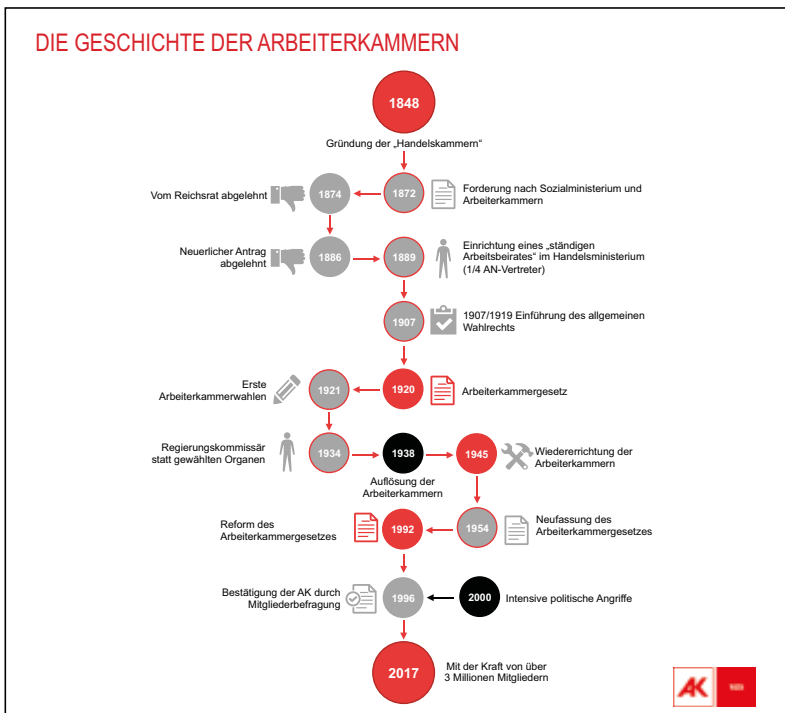 DIE GESCHICHTE DER ARBEITERKAMMERN
1848
Gründung der „Handelskammern“
1872
Forderung nach Sozialministerium und
Arbeiterkammern
1874
Vom Reichsrat abgelehnt
1886
Neuerlicher Antrag
abgelehnt
1889
Einrichtung eines „ständigen
Arbeitsbeirates“ im Handelsministerium
(1/4 AN-Vertreter)
1907
1907/1919 Einführung des allgemeinen
Wahlrechts
1920
Arbeiterkammergesetz
1921
Erste
Arbeiterkammerwahlen
1934
Regierungskommissär
statt gewählten Organen
1938
Auflösung der
Arbeiterkammern
1945
Wiedererrichtung der
Arbeiterkammern
1954
Neufassung des
Arbeiterkammergesetzes
1992
Reform des
Arbeiterkammergesetzes
1996
Bestätigung der AK durch
Mitgliederbefragung
2000
Intensive politische Angriffe
2017
Mit der Kraft von über
3 Millionen Mitgliedern
AK